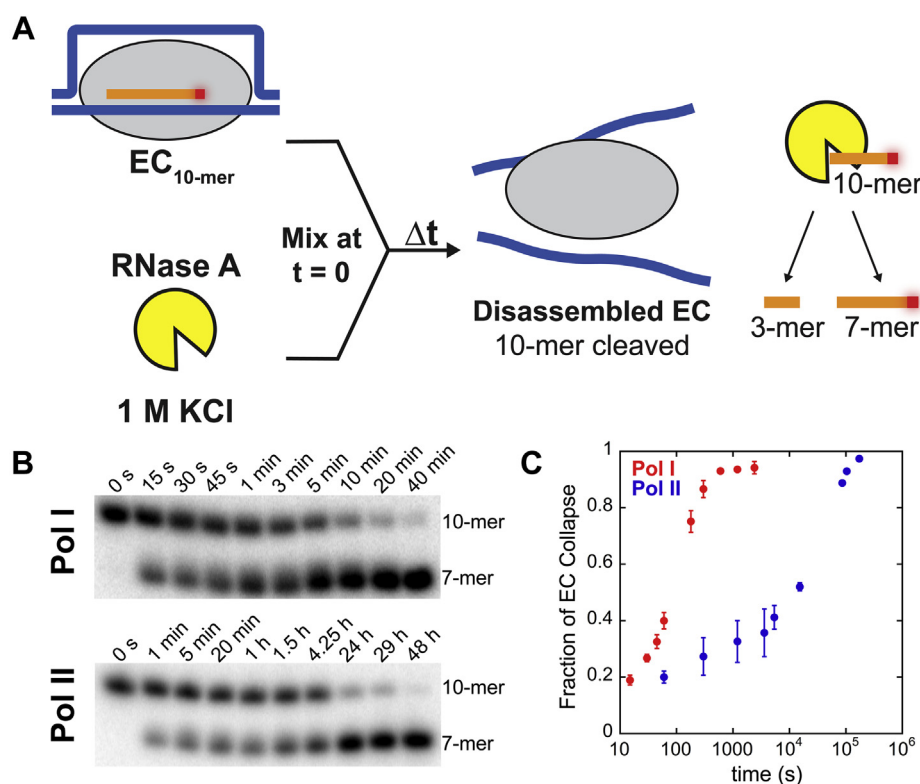 A
EC10-mer
RNase A
1 M KCl
Mix at
t = 0
Δt
Disassembled EC
10-mer cleaved
10-mer
3-mer
7-mer
B
Pol I
0 s
15 s
30 s
45 s
1 min
3 min
5 min
10 min
20 min
40 min
10-mer
7-mer
Pol II
0 s
1 min
5 min
20 min
1 h
1.5 h
4.25 h
24 h
29 h
48 h
10-mer
7-mer
C
Pol I
Pol II
Fraction of EC Collapse
1
0.8
0.6
0.4
0.2
0
10
100
1000
10⁴
10⁵
10⁶
time (s)